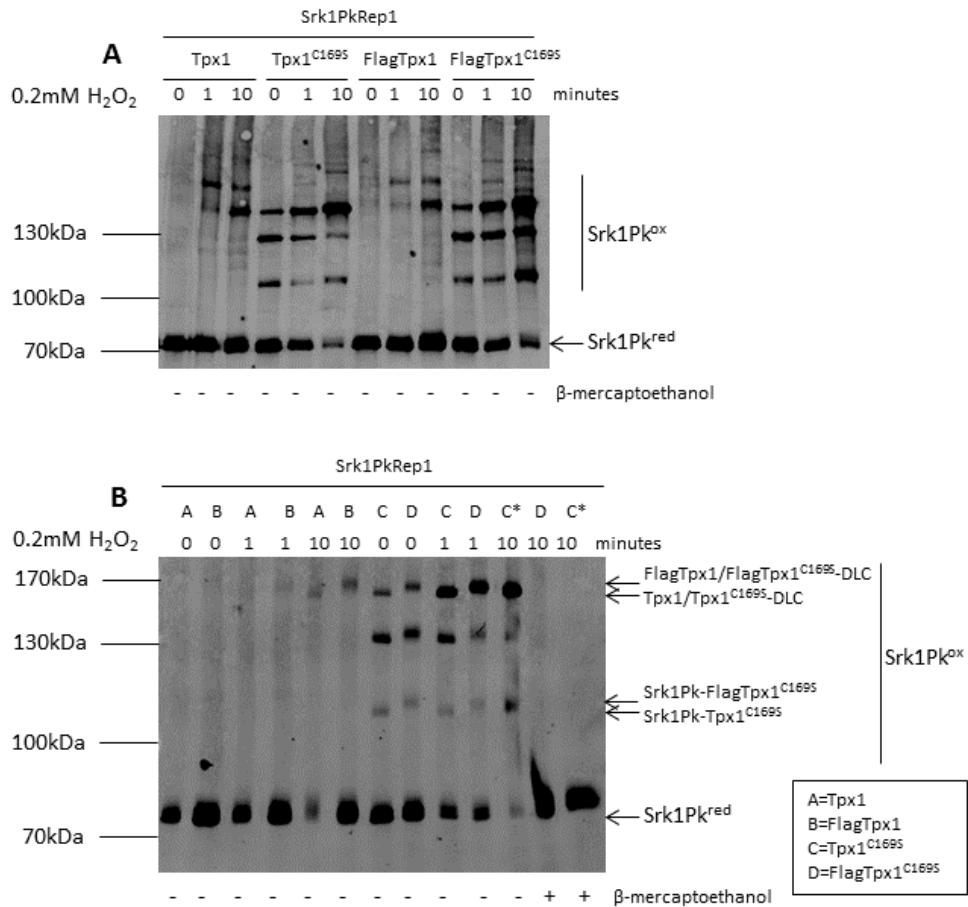 Srk1PkRep1
A
Tpx1 Tpx1C169S FlagTpx1 FlagTpx1C169S
0.2mM H2O2 0 1 10 0 1 10 0 1 10 0 1 10 minutes
130kDa
Srk1Pkox
100kDa
70kDa
Srk1Pkred
- - - - - - - - - - - - β-mercaptoethanol
Srk1PkRep1
B
A B A B A B C D C D C* D C*
0.2mM H2O2 0 0 1 1 10 10 0 0 1 1 10 10 10 minutes
170kDa
FlagTpx1/FlagTpx1C169S-DLC
Tpx1/Tpx1C169S-DLC
130kDa
Srk1Pkox
Srk1Pk-FlagTpx1C169S
Srk1Pk-Tpx1C169S
100kDa
Srk1Pkred
70kDa
A=Tpx1
B=FlagTpx1
C=Tpx1C169S
D=FlagTpx1C169S
- - - - - - - - - - - + + β-mercaptoethanol